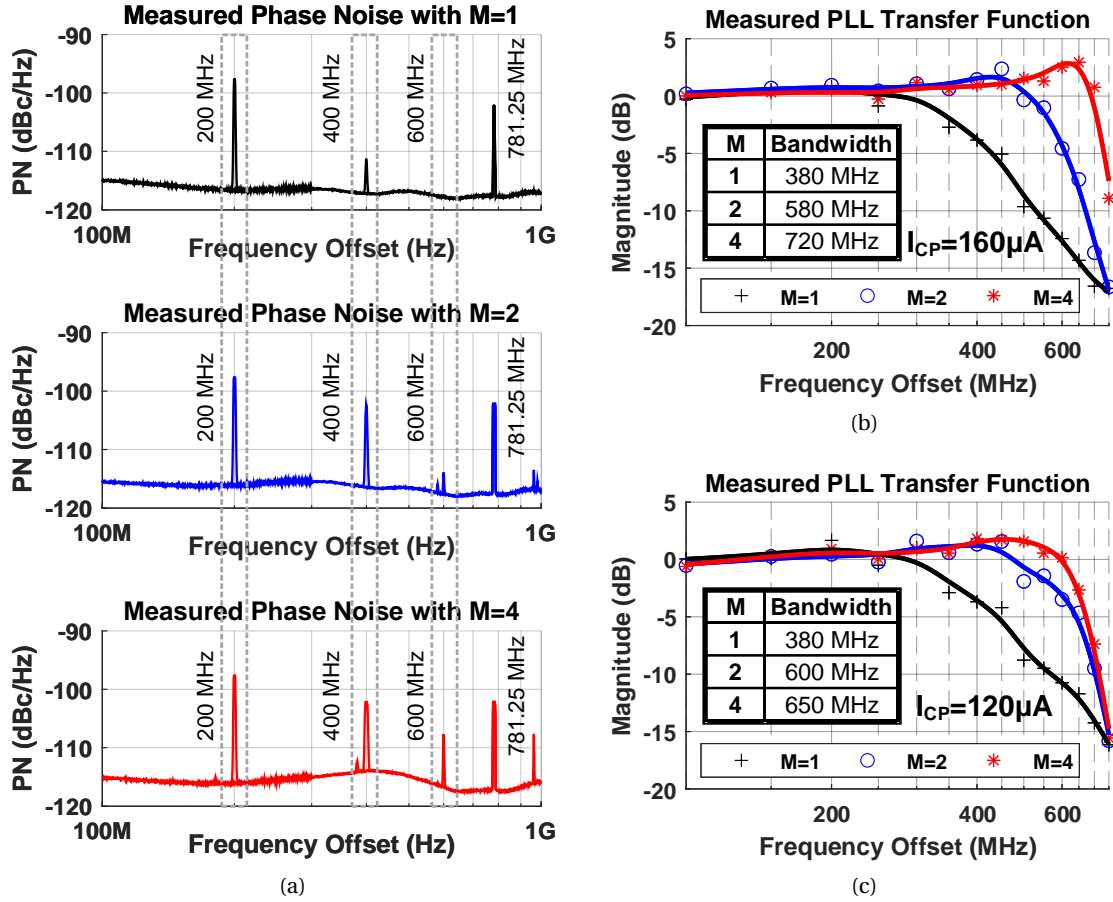 Measured Phase Noise with M=1
PN (dBc/Hz)
-90
-100
-110
-120
200 MHz
400 MHz
600 MHz
781.25 MHz
100M
1G
Frequency Offset (Hz)
Measured Phase Noise with M=2
PN (dBc/Hz)
-90
-100
-110
-120
200 MHz
400 MHz
600 MHz
781.25 MHz
100M
1G
Frequency Offset (Hz)
Measured Phase Noise with M=4
PN (dBc/Hz)
-90
-100
-110
-120
200 MHz
400 MHz
600 MHz
781.25 MHz
100M
1G
Frequency Offset (Hz)
(a)
Measured PLL Transfer Function
Magnitude (dB)
5
0
-5
-10
-15
-20
M Bandwidth
1 380 MHz
2 580 MHz
4 720 MHz
ICP=160µA
M=1 M=2 M=4
200 400 600
Frequency Offset (MHz)
(b)
Measured PLL Transfer Function
Magnitude (dB)
5
0
-5
-10
-15
-20
M Bandwidth
1 380 MHz
2 600 MHz
4 650 MHz
ICP=120µA
M=1 M=2 M=4
200 400 600
Frequency Offset (MHz)
(c)